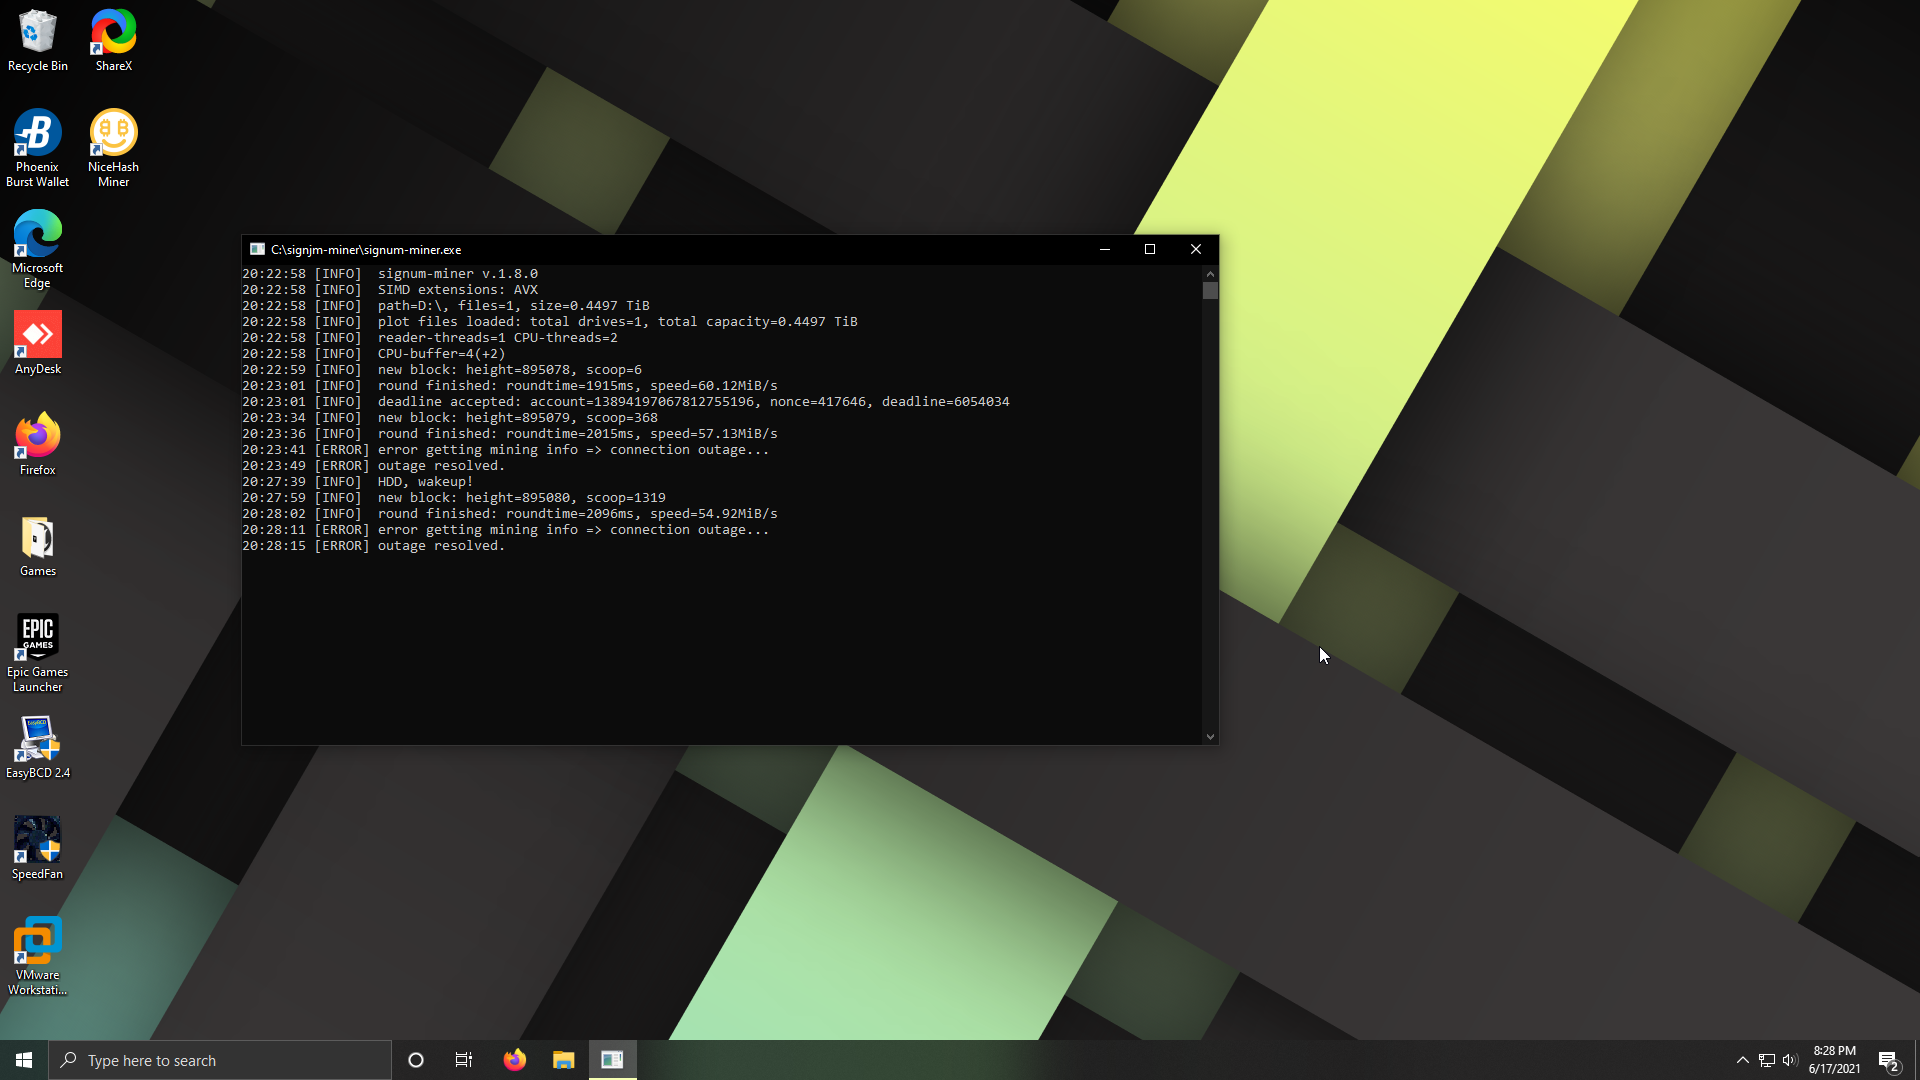 Recycle Bin
ShareX
Phoenix
Burst Wallet
NiceHash
Miner
Microsoft
Edge
AnyDesk
Firefox
Games
EPIC
GAMES
Epic Games
Launcher
EasyBCD 2.4
SpeedFan
VMware
Workstati...
C:\signjm-miner\signum-miner.exe
20:22:58 [INFO]  signum-miner v.1.8.0
20:22:58 [INFO]  SIMD extensions: AVX
20:22:58 [INFO]  path=D:\, files=1, size=0.4497 TiB
20:22:58 [INFO]  plot files loaded: total drives=1, total capacity=0.4497 TiB
20:22:58 [INFO]  reader-threads=1 CPU-threads=2
20:22:58 [INFO]  CPU-buffer=4(+2)
20:22:59 [INFO]  new block: height=895078, scoop=6
20:23:01 [INFO]  round finished: roundtime=1915ms, speed=60.12MiB/s
20:23:01 [INFO]  deadline accepted: account=13894197067812755196, nonce=417646, deadline=6054034
20:23:34 [INFO]  new block: height=895079, scoop=368
20:23:36 [INFO]  round finished: roundtime=2015ms, speed=57.13MiB/s
20:23:41 [ERROR] error getting mining info => connection outage...
20:23:49 [ERROR] outage resolved.
20:27:39 [INFO]  HDD, wakeup!
20:27:59 [INFO]  new block: height=895080, scoop=1319
20:28:02 [INFO]  round finished: roundtime=2096ms, speed=54.92MiB/s
20:28:11 [ERROR] error getting mining info => connection outage...
20:28:15 [ERROR] outage resolved.
Type here to search
8:28 PM
6/17/2021
2